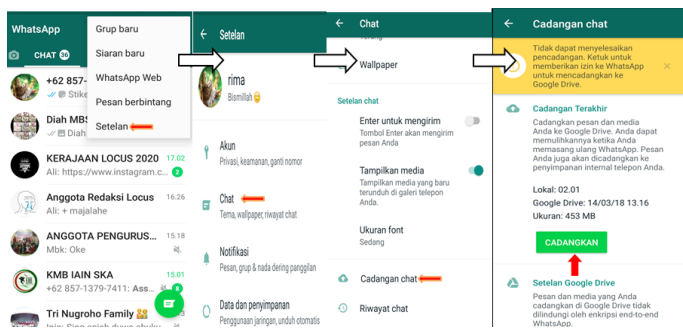 WhatsApp
CHAT 36
Grup baru
Siaran baru
WhatsApp Web
Pesan berbintang
Setelan
+62 857-
Stike
Diah MBS
Diah
KERAJAAN LOCUS 2020 17.02
Ali: https://www.instagram.c... 2
Anggota Redaksi Locus 16.26
Ali: + majalahe
ANGGOTA PENGURUS... 15.18
Mbk: Oke
KMB IAIN SKA 15.01
+62 857-1379-7411: Ass.. 8
Tri Nugroho Family
Setelan
rima
Bismillah
Akun
Privasi, keamanan, ganti nomor
Chat
Tema, wallpaper, riwayat chat
Notifikasi
Pesan, grup & nada dering panggilan
Data dan penyimpanan
Penggunaan jaringan, unduh otomatis
Chat
Terang
Wallpaper
Setelan chat
Enter untuk mengirim
Tombol Enter akan mengirim
pesan Anda
Tampilkan media
Tampilkan media yang baru
terunduh di galeri telepon
Anda.
Ukuran font
Sedang
Cadangan chat
Riwayat chat
Cadangan chat
Tidak dapat menyelesaikan
pencadangan. Ketuk untuk
memberikan izin ke WhatsApp
untuk mencadangkan ke
Google Drive.
Cadangan Terakhir
Cadangkan pesan dan media
Anda ke Google Drive. Anda dapat
memulihkannya ketika Anda
memasang ulang WhatsApp. Pesan
Anda juga akan dicadangkan ke
penyimpanan internal telepon Anda.
Lokal: 02.01
Google Drive: 14/03/18 13.16
Ukuran: 453 MB
CADANGKAN
Setelan Google Drive
Pesan dan media yang Anda
cadangkan di Google Drive tidak
dilindungi oleh enkripsi end-to-end
WhatsApp.